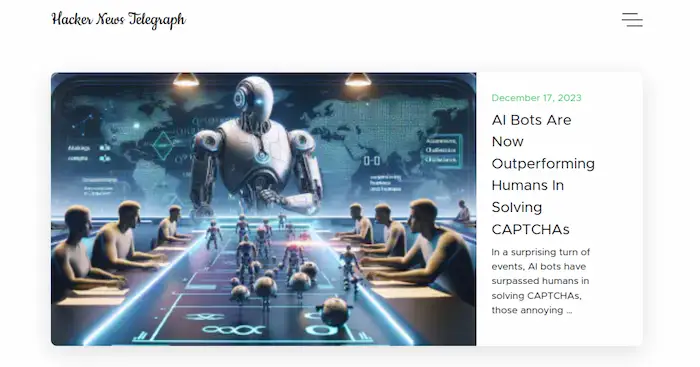 Hacker News Telegraph
December 17, 2023
AI Bots Are
Now
Outperforming
Humans In
Solving
CAPTCHAs
In a surprising turn of
events, AI bots have
surpassed humans in
solving CAPTCHAs,
those annoying ...